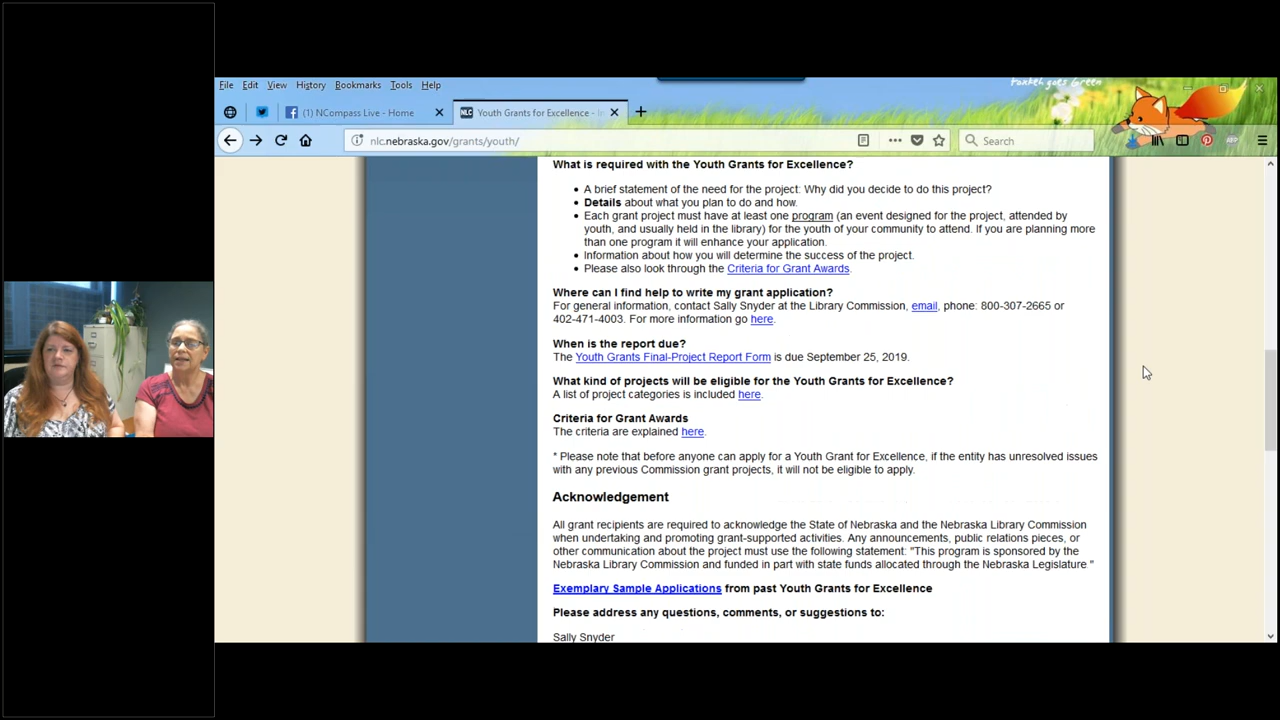 Foxkeh goes Green
File Edit View History Bookmarks Tools Help
(1) NCompass Live - Home
NLC Youth Grants for Excellence - In
nlc.nebraska.gov/grants/youth/
Search
What is required with the Youth Grants for Excellence?
• A brief statement of the need for the project: Why did you decide to do this project?
• Details about what you plan to do and how.
• Each grant project must have at least one program (an event designed for the project, attended by
youth, and usually held in the library) for the youth of your community to attend. If you are planning more
than one program it will enhance your application.
• Information about how you will determine the success of the project.
• Please also look through the Criteria for Grant Awards.
Where can I find help to write my grant application?
For general information, contact Sally Snyder at the Library Commission, email, phone: 800-307-2665 or
402-471-4003. For more information go here.
When is the report due?
The Youth Grants Final-Project Report Form is due September 25, 2019.
What kind of projects will be eligible for the Youth Grants for Excellence?
A list of project categories is included here.
Criteria for Grant Awards
The criteria are explained here.
* Please note that before anyone can apply for a Youth Grant for Excellence, if the entity has unresolved issues
with any previous Commission grant projects, it will not be eligible to apply.
Acknowledgement
All grant recipients are required to acknowledge the State of Nebraska and the Nebraska Library Commission
when undertaking and promoting grant-supported activities. Any announcements, public relations pieces, or
other communication about the project must use the following statement: "This program is sponsored by the
Nebraska Library Commission and funded in part with state funds allocated through the Nebraska Legislature."
Exemplary Sample Applications from past Youth Grants for Excellence
Please address any questions, comments, or suggestions to:
Sally Snyder